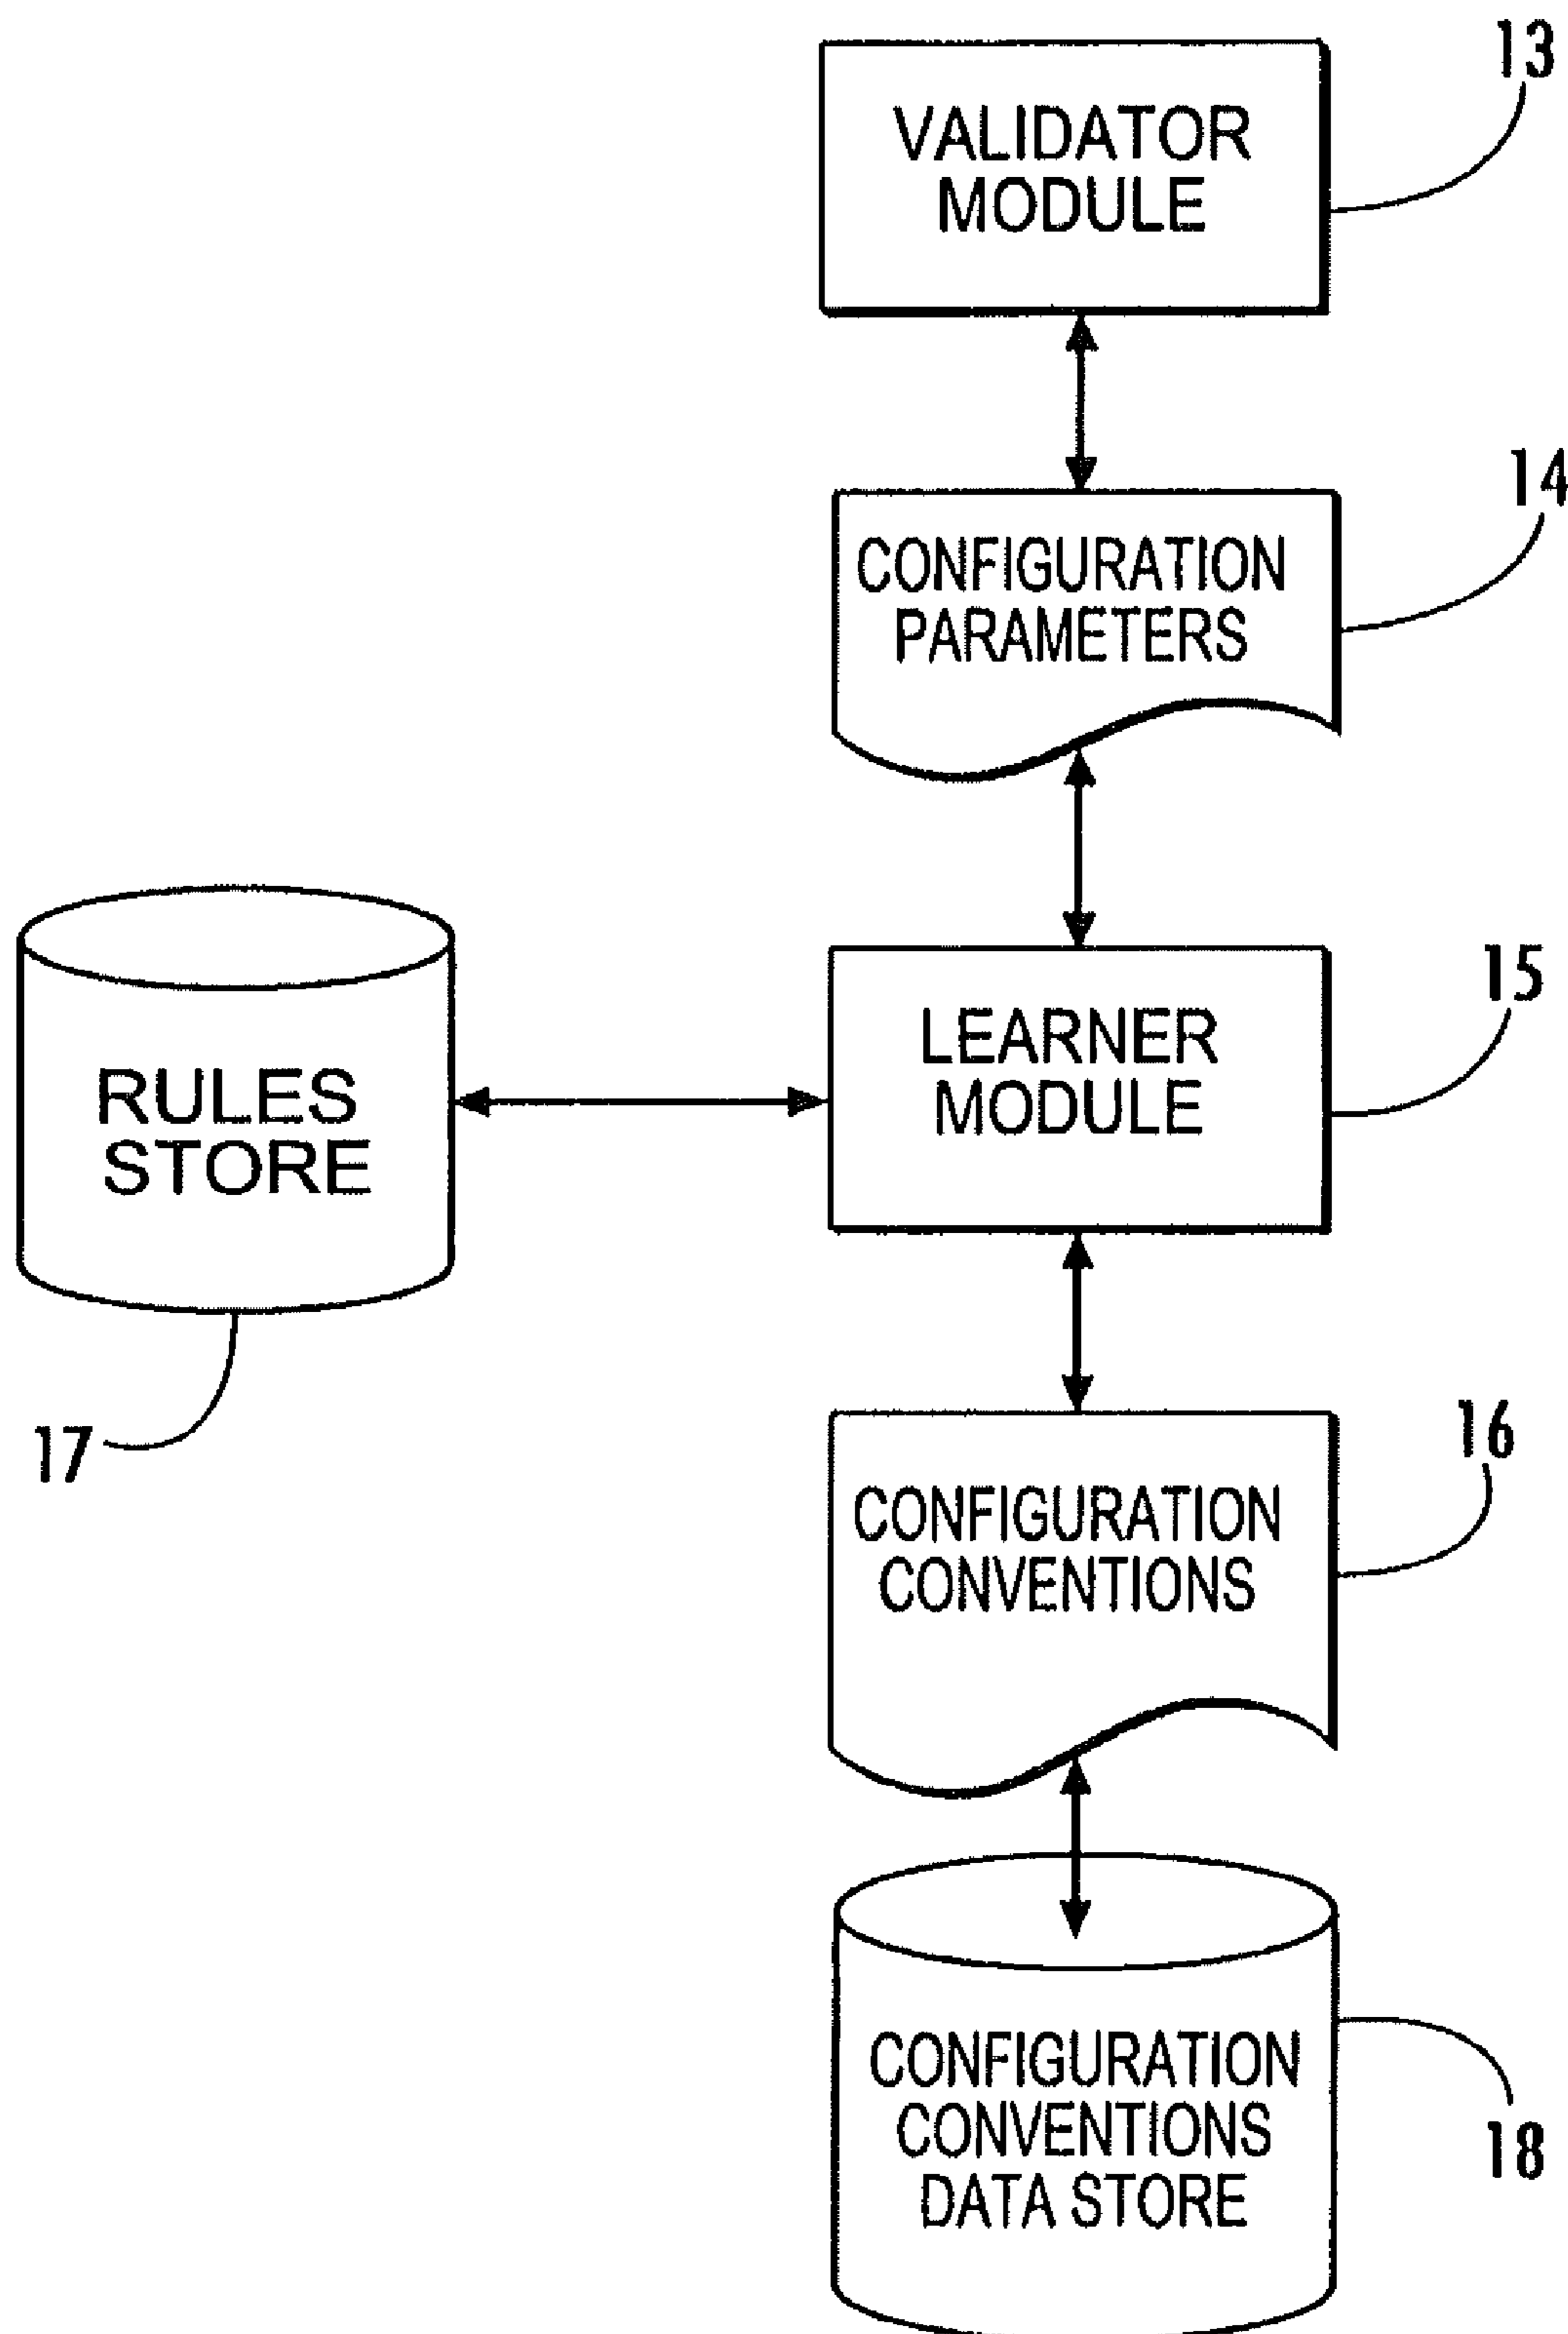 13
VALIDATOR
MODULE
14
CONFIGURATION
PARAMETERS
15
LEARNER
MODULE
RULES
STORE
17
16
CONFIGURATION
CONVENTIONS
CONFIGURATION
CONVENTIONS
DATA STORE
18